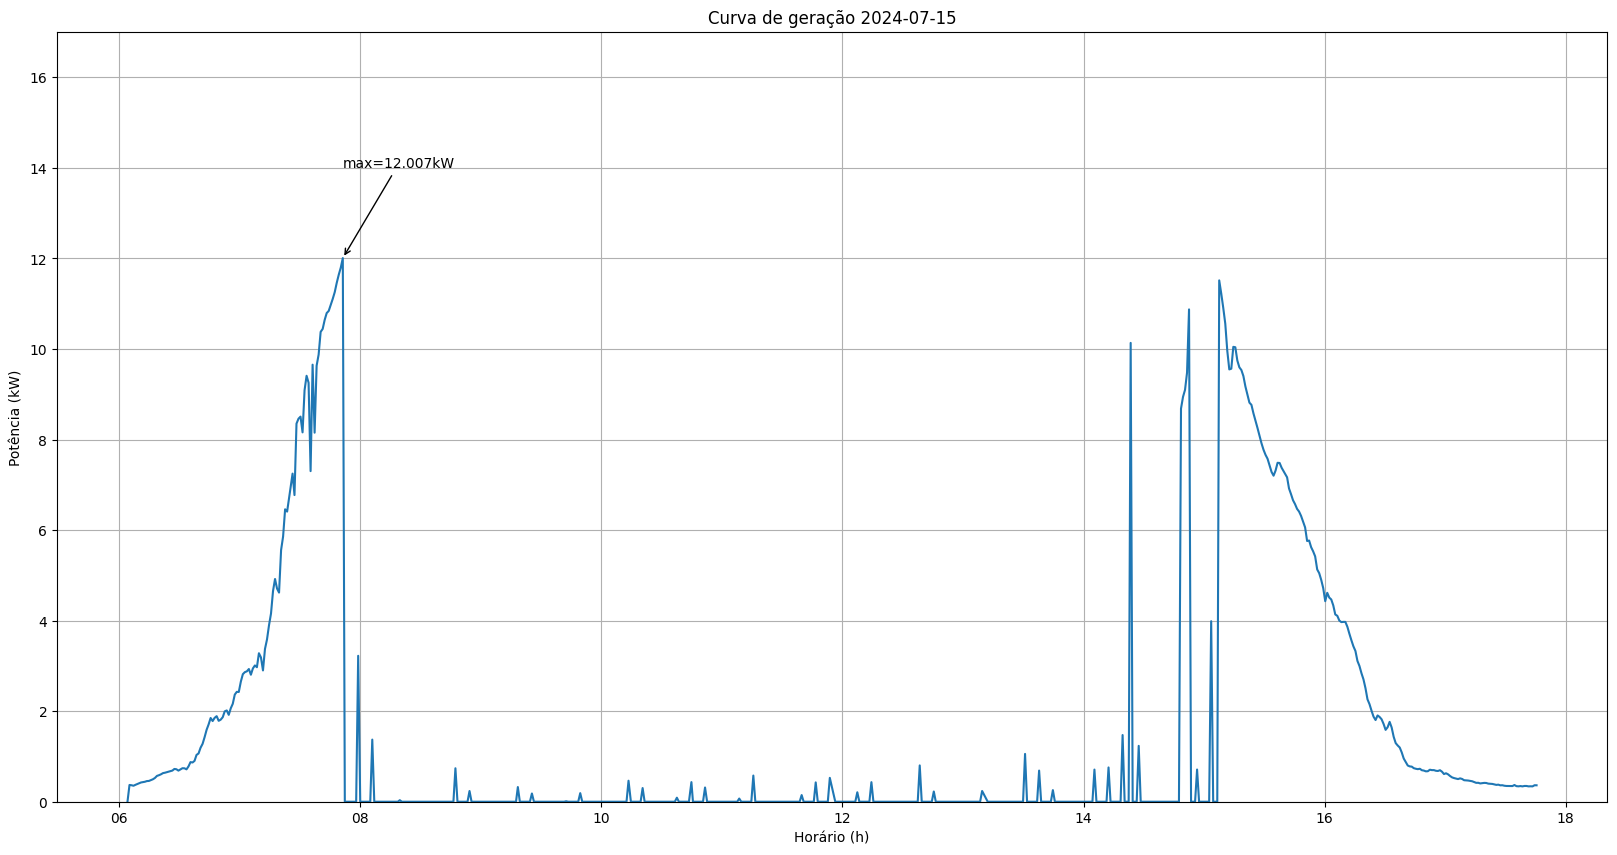 Curva de geração 2024-07-15
16
max=12.007kW
14
12
10
8
6
4
2
0
Potência (kW)
06 08 10 12 14 16 18
Horário (h)